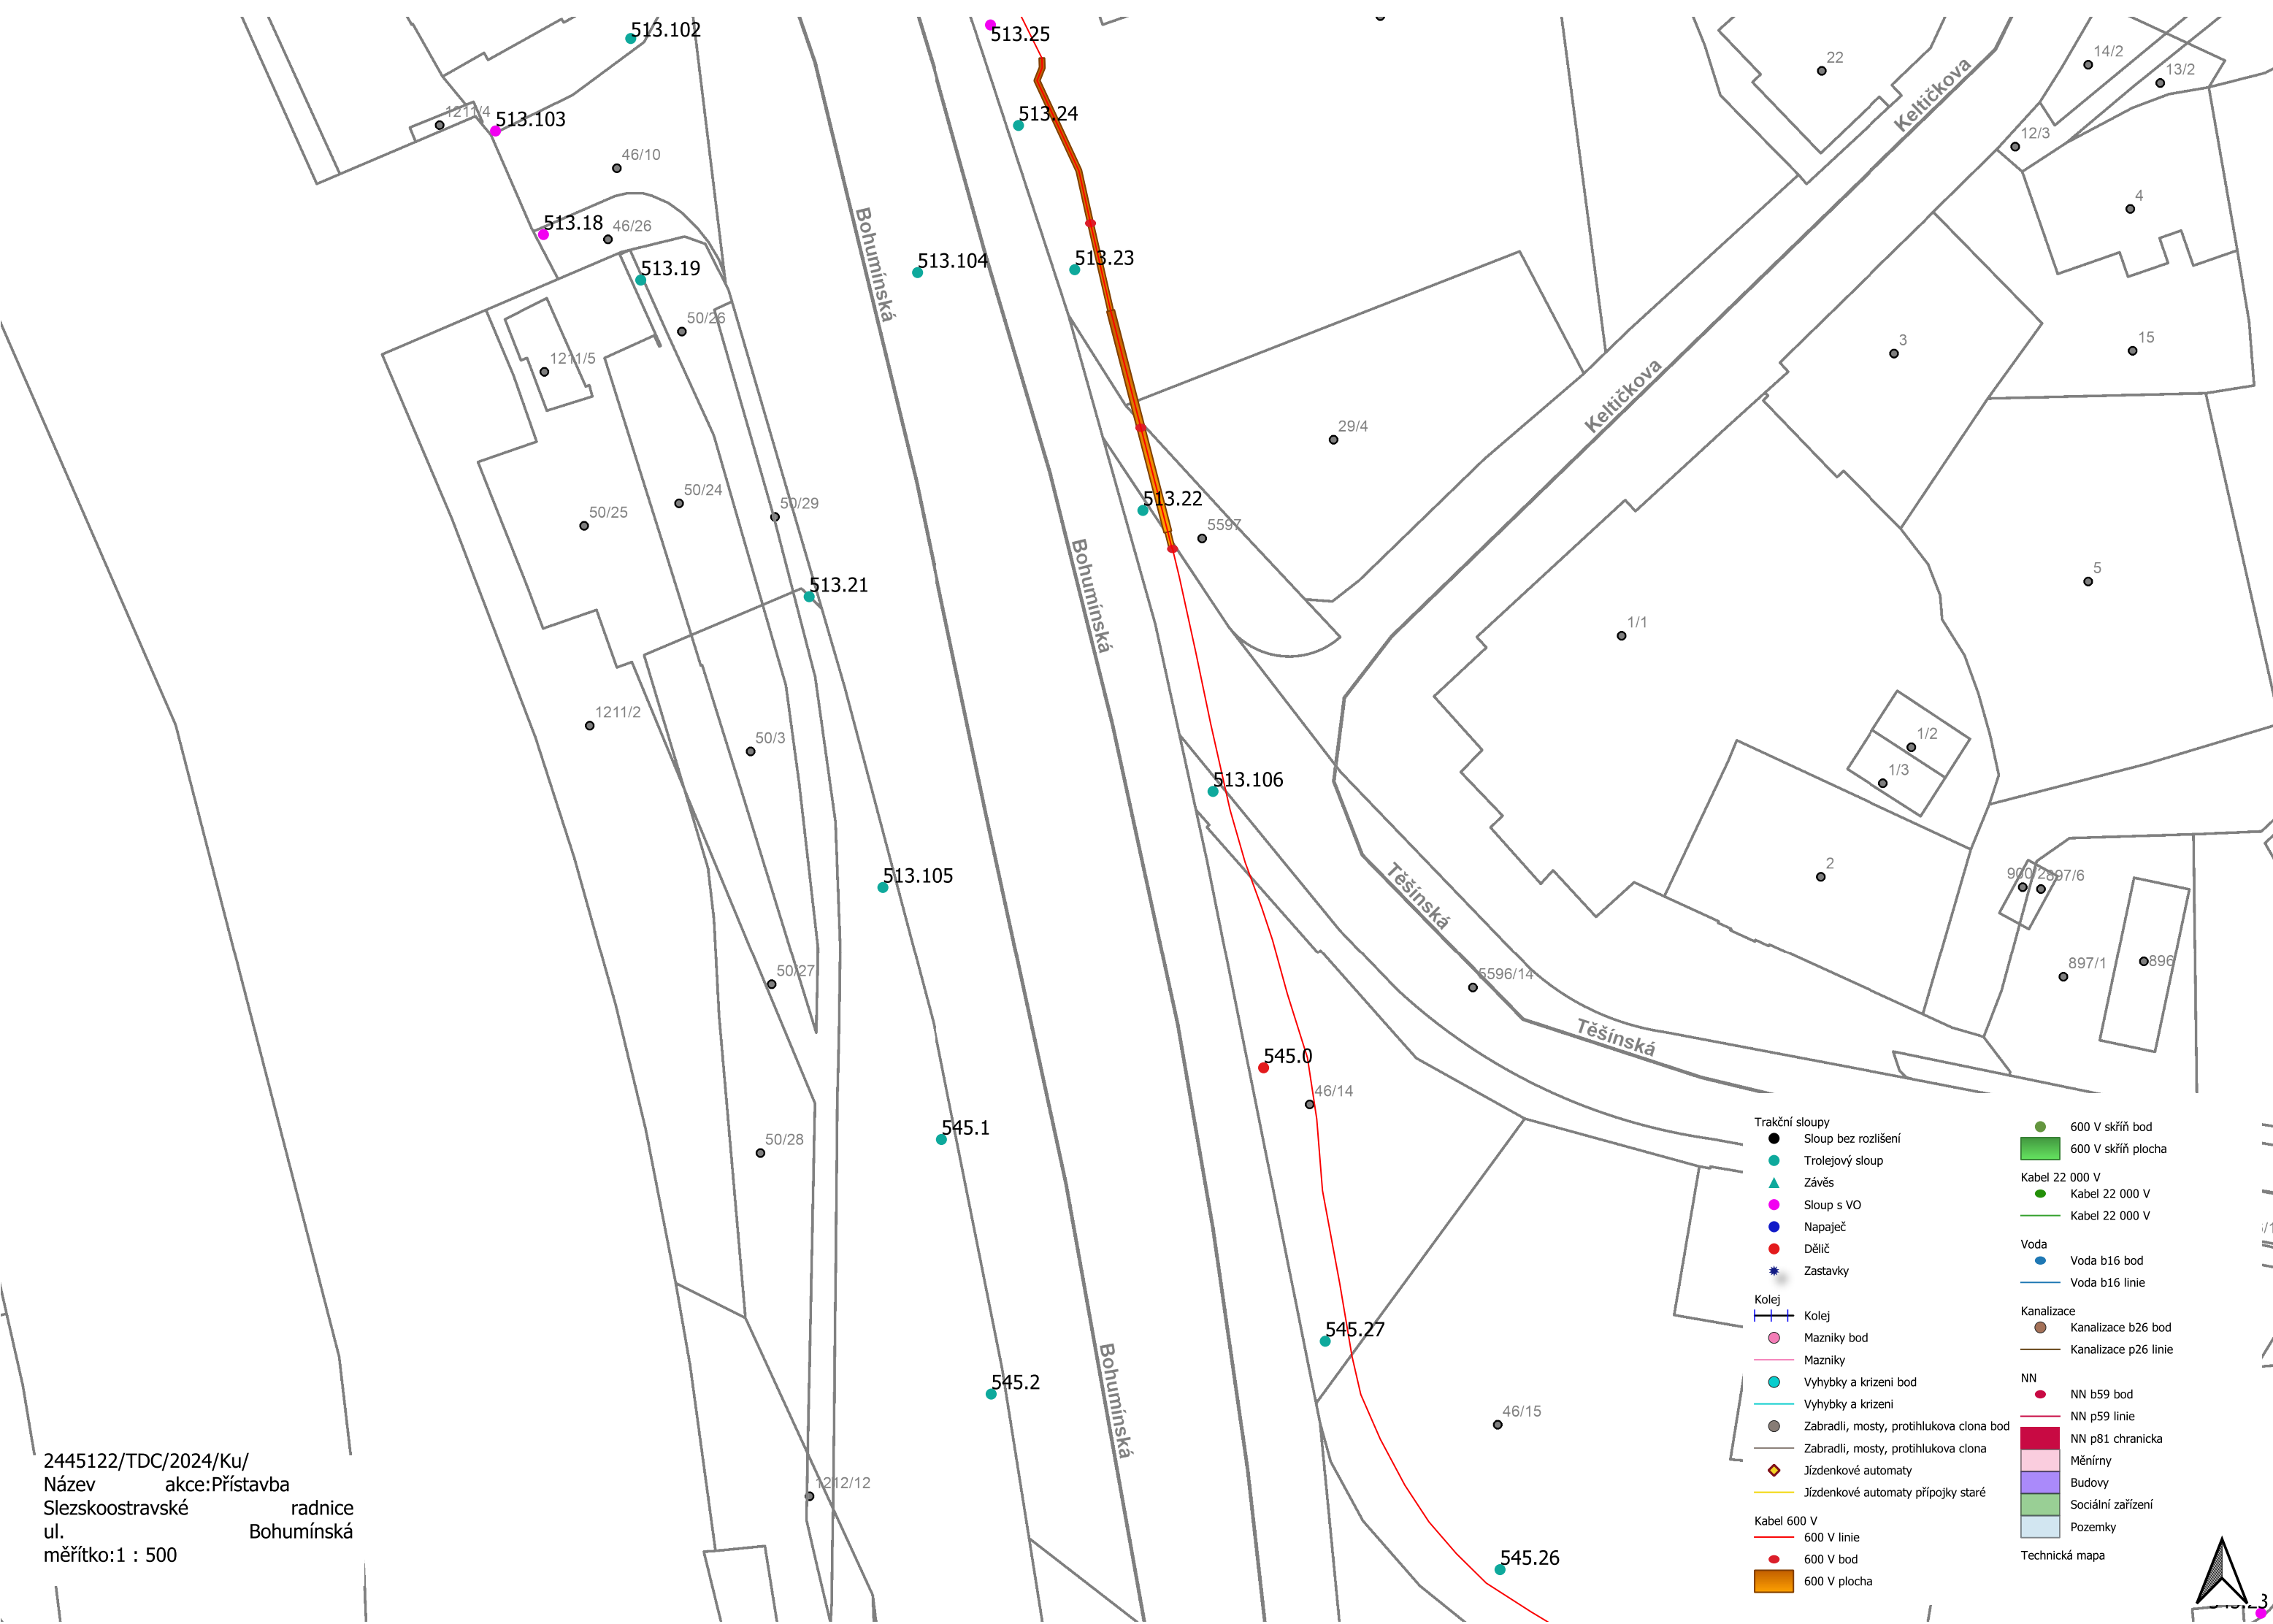 513.102
513.25
22
14/2
13/2
1211/4
513.103
513.24
Keltičkova
12/3
46/10
4
513.18
46/26
Bohumínská
513.104
513.23
513.19
50/26
3
15
1211/5
Keltičkova
29/4
50/24
50/29
513.22
50/25
5597
Bohumínská
513.21
5
1/1
1211/2
50/3
1/2
513.106
1/3
513.105
Těšínská
2
900/2
897/6
50/27
5596/14
897/1
896
Těšínská
545.0
46/14
545.1
50/28
545.27
Bohumínská
545.2
46/15
1212/12
545.26
2445122/TDC/2024/Ku/
Název akce:Přístavba
Slezskoostravské radnice
ul. Bohumínská
měřítko:1 : 500
Trakční sloupy
Sloup bez rozlišení
Trolejový sloup
Závěs
Sloup s VO
Napaječ
Dělič
Zastavky
Kolej
Kolej
Mazniky bod
Mazniky
Vyhybky a krizeni bod
Vyhybky a krizeni
Zabradli, mosty, protihlukova clona bod
Zabradli, mosty, protihlukova clona
Jízdenkové automaty
Jízdenkové automaty přípojky staré
Kabel 600 V
600 V linie
600 V bod
600 V plocha
600 V skříň bod
600 V skříň plocha
Kabel 22 000 V
Kabel 22 000 V
Kabel 22 000 V
Voda
Voda b16 bod
Voda b16 linie
Kanalizace
Kanalizace b26 bod
Kanalizace p26 linie
NN
NN b59 bod
NN p59 linie
NN p81 chranicka
Měnírny
Budovy
Sociální zařízení
Pozemky
Technická mapa